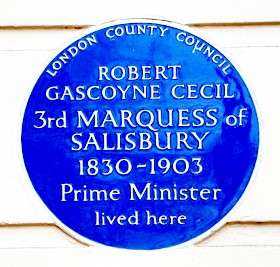 LONDON COUNTY COUNCIL
ROBERT
GASCOYNE CECIL
3rd MARQUESS of
SALISBURY
1830-1903
Prime Minister
lived here